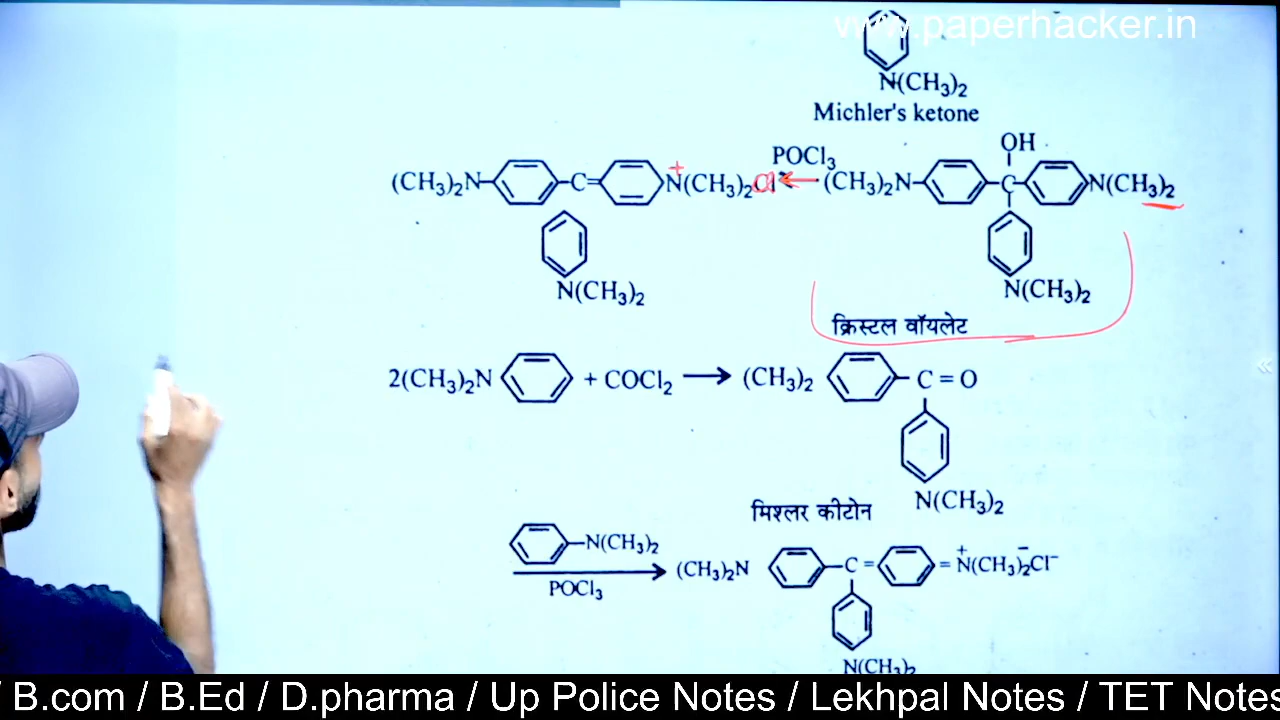 www.paperhacker.in
N(CH3)2
Michler's ketone
OH
POCl3
(CH3)2N C N(CH3)2Cl (CH3)2N C N(CH3)2
+
N(CH3)2 N(CH3)2
क्रिस्टल वॉयलेट
2(CH3)2N + COCl2 (CH3)2 C = O
N(CH3)2
मिश्लर कीटोन
N(CH3)2
POCl3
(CH3)2N C = = N+(CH3)2Cl−
N(CH3)2
/ B.com / B.Ed / D.pharma / Up Police Notes / Lekhpal Notes / TET Notes